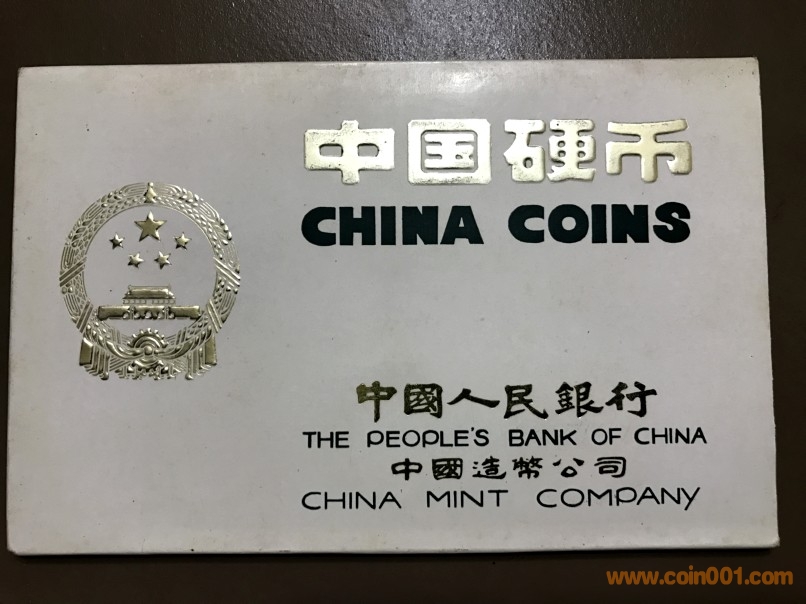 中国硬币
CHINA COINS
中國人民銀行
THE PEOPLE'S BANK OF CHINA
中國造幣公司
CHINA MINT COMPANY
www.coin001.com